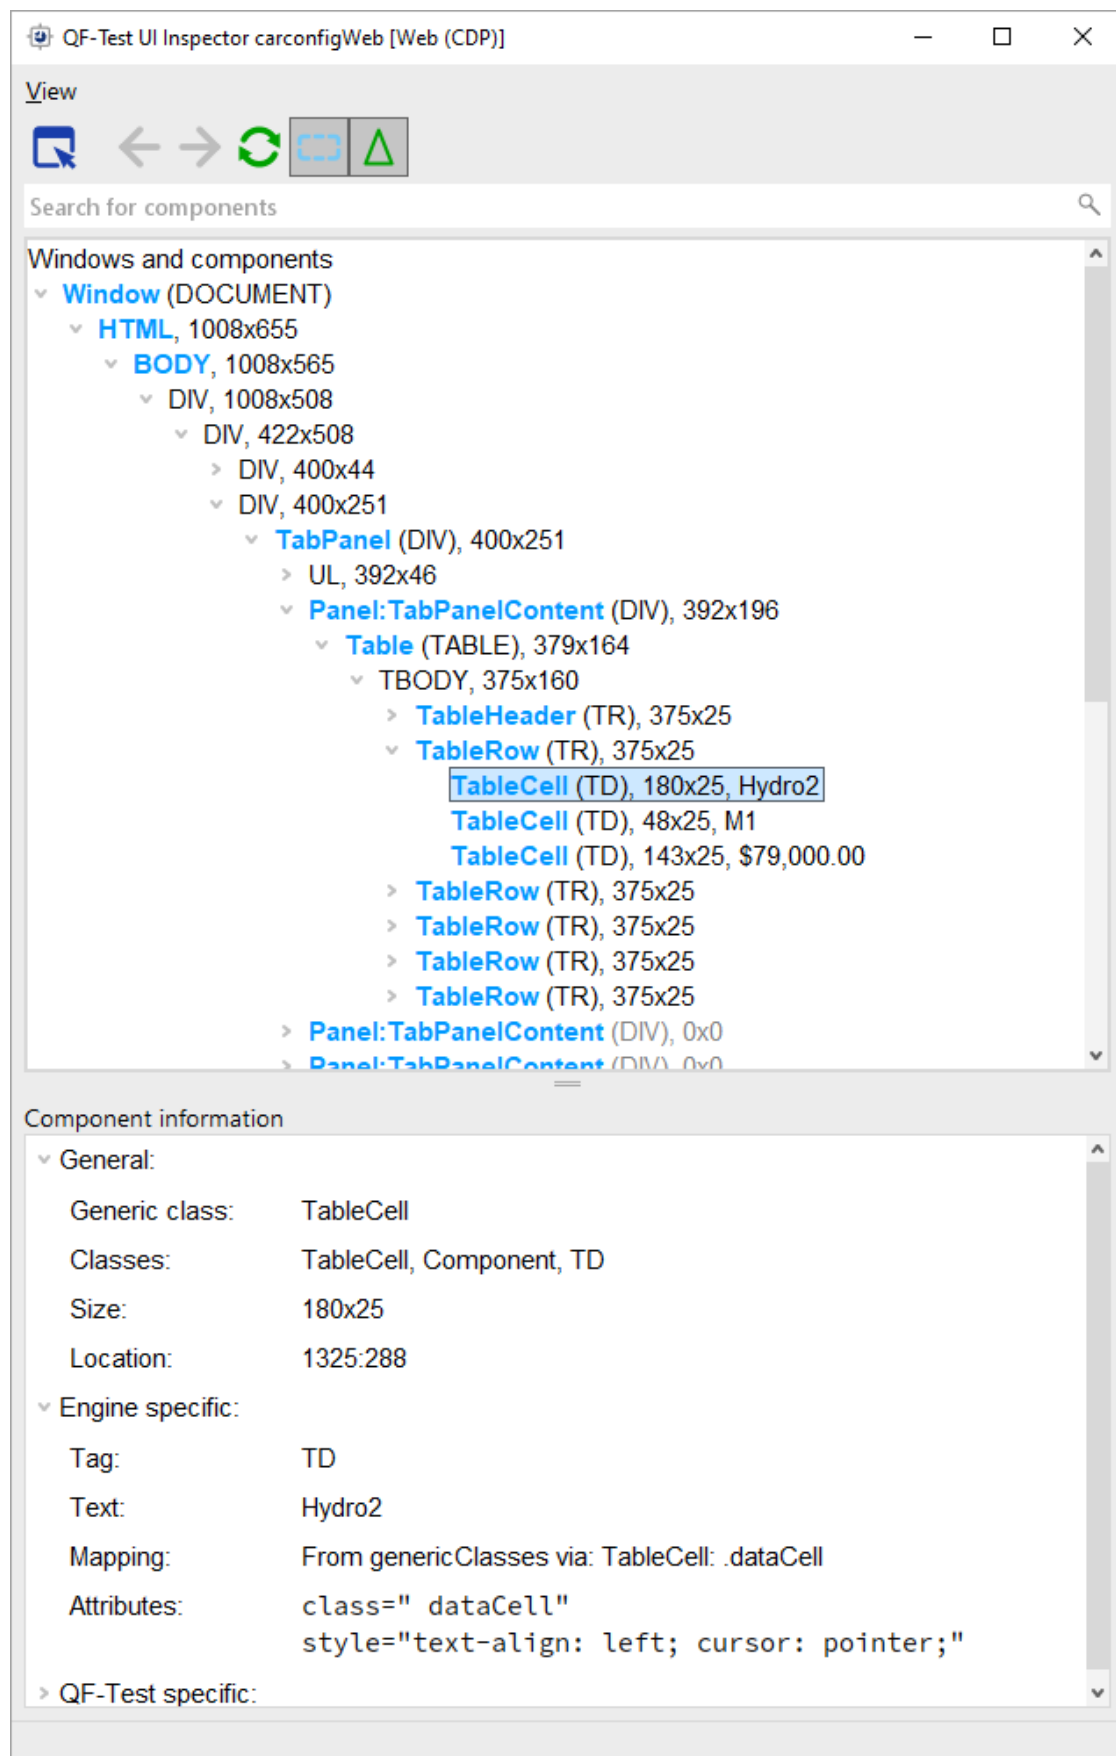 QF-Test UI Inspector carconfigWeb [Web (CDP)]
View
Search for components
Windows and components
Window (DOCUMENT)
HTML, 1008x655
BODY, 1008x565
DIV, 1008x508
DIV, 422x508
DIV, 400x44
DIV, 400x251
TabPanel (DIV), 400x251
UL, 392x46
Panel:TabPanelContent (DIV), 392x196
Table (TABLE), 379x164
TBODY, 375x160
TableHeader (TR), 375x25
TableRow (TR), 375x25
TableCell (TD), 180x25, Hydro2
TableCell (TD), 48x25, M1
TableCell (TD), 143x25, $79,000.00
TableRow (TR), 375x25
TableRow (TR), 375x25
TableRow (TR), 375x25
TableRow (TR), 375x25
Panel:TabPanelContent (DIV), 0x0
Panel:TabPanelContent (DIV), 0x0
Component information
General:
Generic class: TableCell
Classes: TableCell, Component, TD
Size: 180x25
Location: 1325:288
Engine specific:
Tag: TD
Text: Hydro2
Mapping: From genericClasses via: TableCell: .dataCell
Attributes: class=" dataCell"
style="text-align: left; cursor: pointer;"
QF-Test specific: